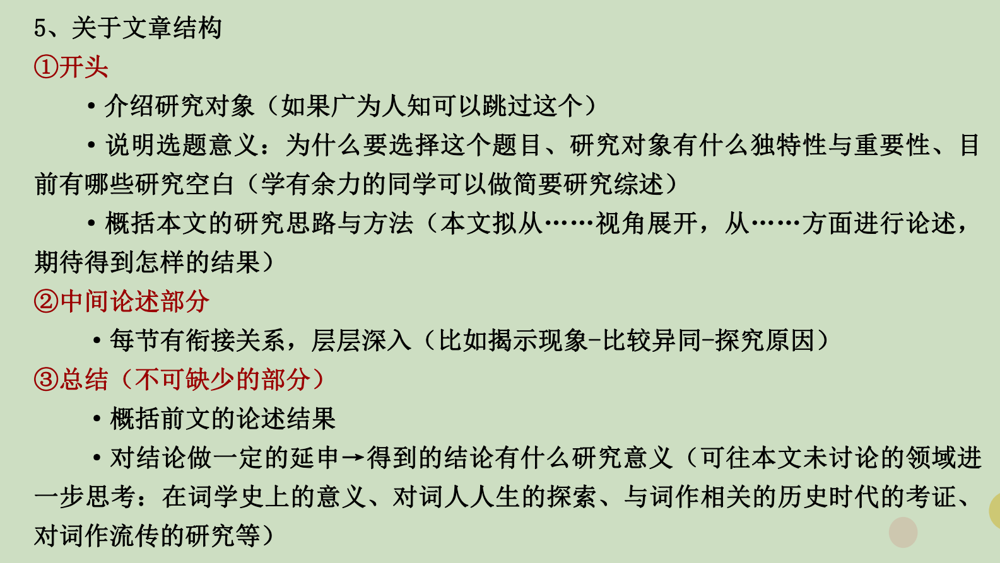 5、关于文章结构
①开头
•介绍研究对象（如果广为人知可以跳过这个）
•说明选题意义：为什么要选择这个题目、研究对象有什么独特性与重要性、目
前有哪些研究空白（学有余力的同学可以做简要研究综述）
•概括本文的研究思路与方法（本文拟从……视角展开，从……方面进行论述，
期待得到怎样的结果）
②中间论述部分
•每节有衔接关系，层层深入（比如揭示现象-比较异同-探究原因）
③总结（不可缺少的部分）
•概括前文的论述结果
•对结论做一定的延申→得到的结论有什么研究意义（可往本文未讨论的领域进
一步思考：在词学史上的意义、对词人人生的探索、与词作相关的历史时代的考证、
对词作流传的研究等）